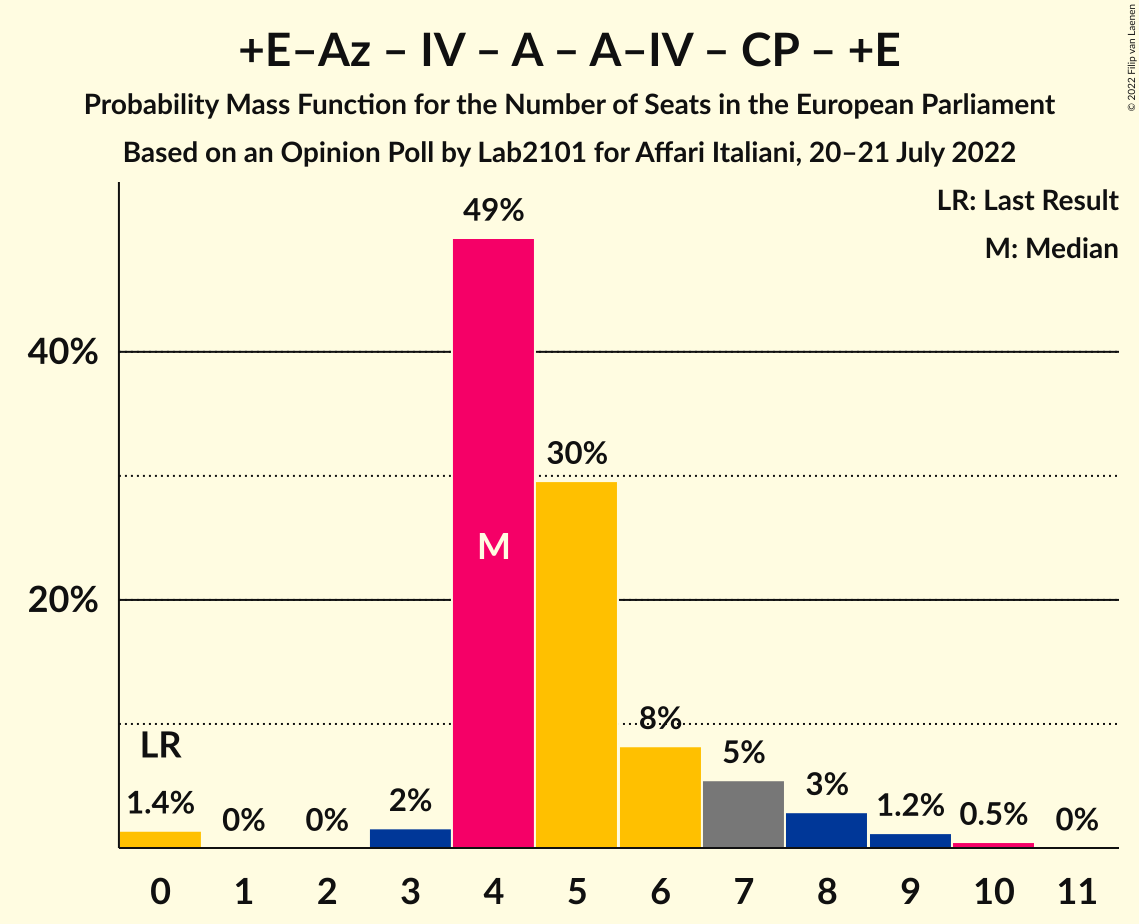 +E–Az – IV – A – A–IV – CP – +E
Probability Mass Function for the Number of Seats in the European Parliament
Based on an Opinion Poll by Lab2101 for Affari Italiani, 20–21 July 2022
© 2022 Filip van Laenen
LR: Last Result
M: Median
49%
40%
30%
M
20%
8%
LR
5%
3%
2%
1.4%
0%
0%
1.2%
0.5%
0%
0 1 2 3 4 5 6 7 8 9 10 11